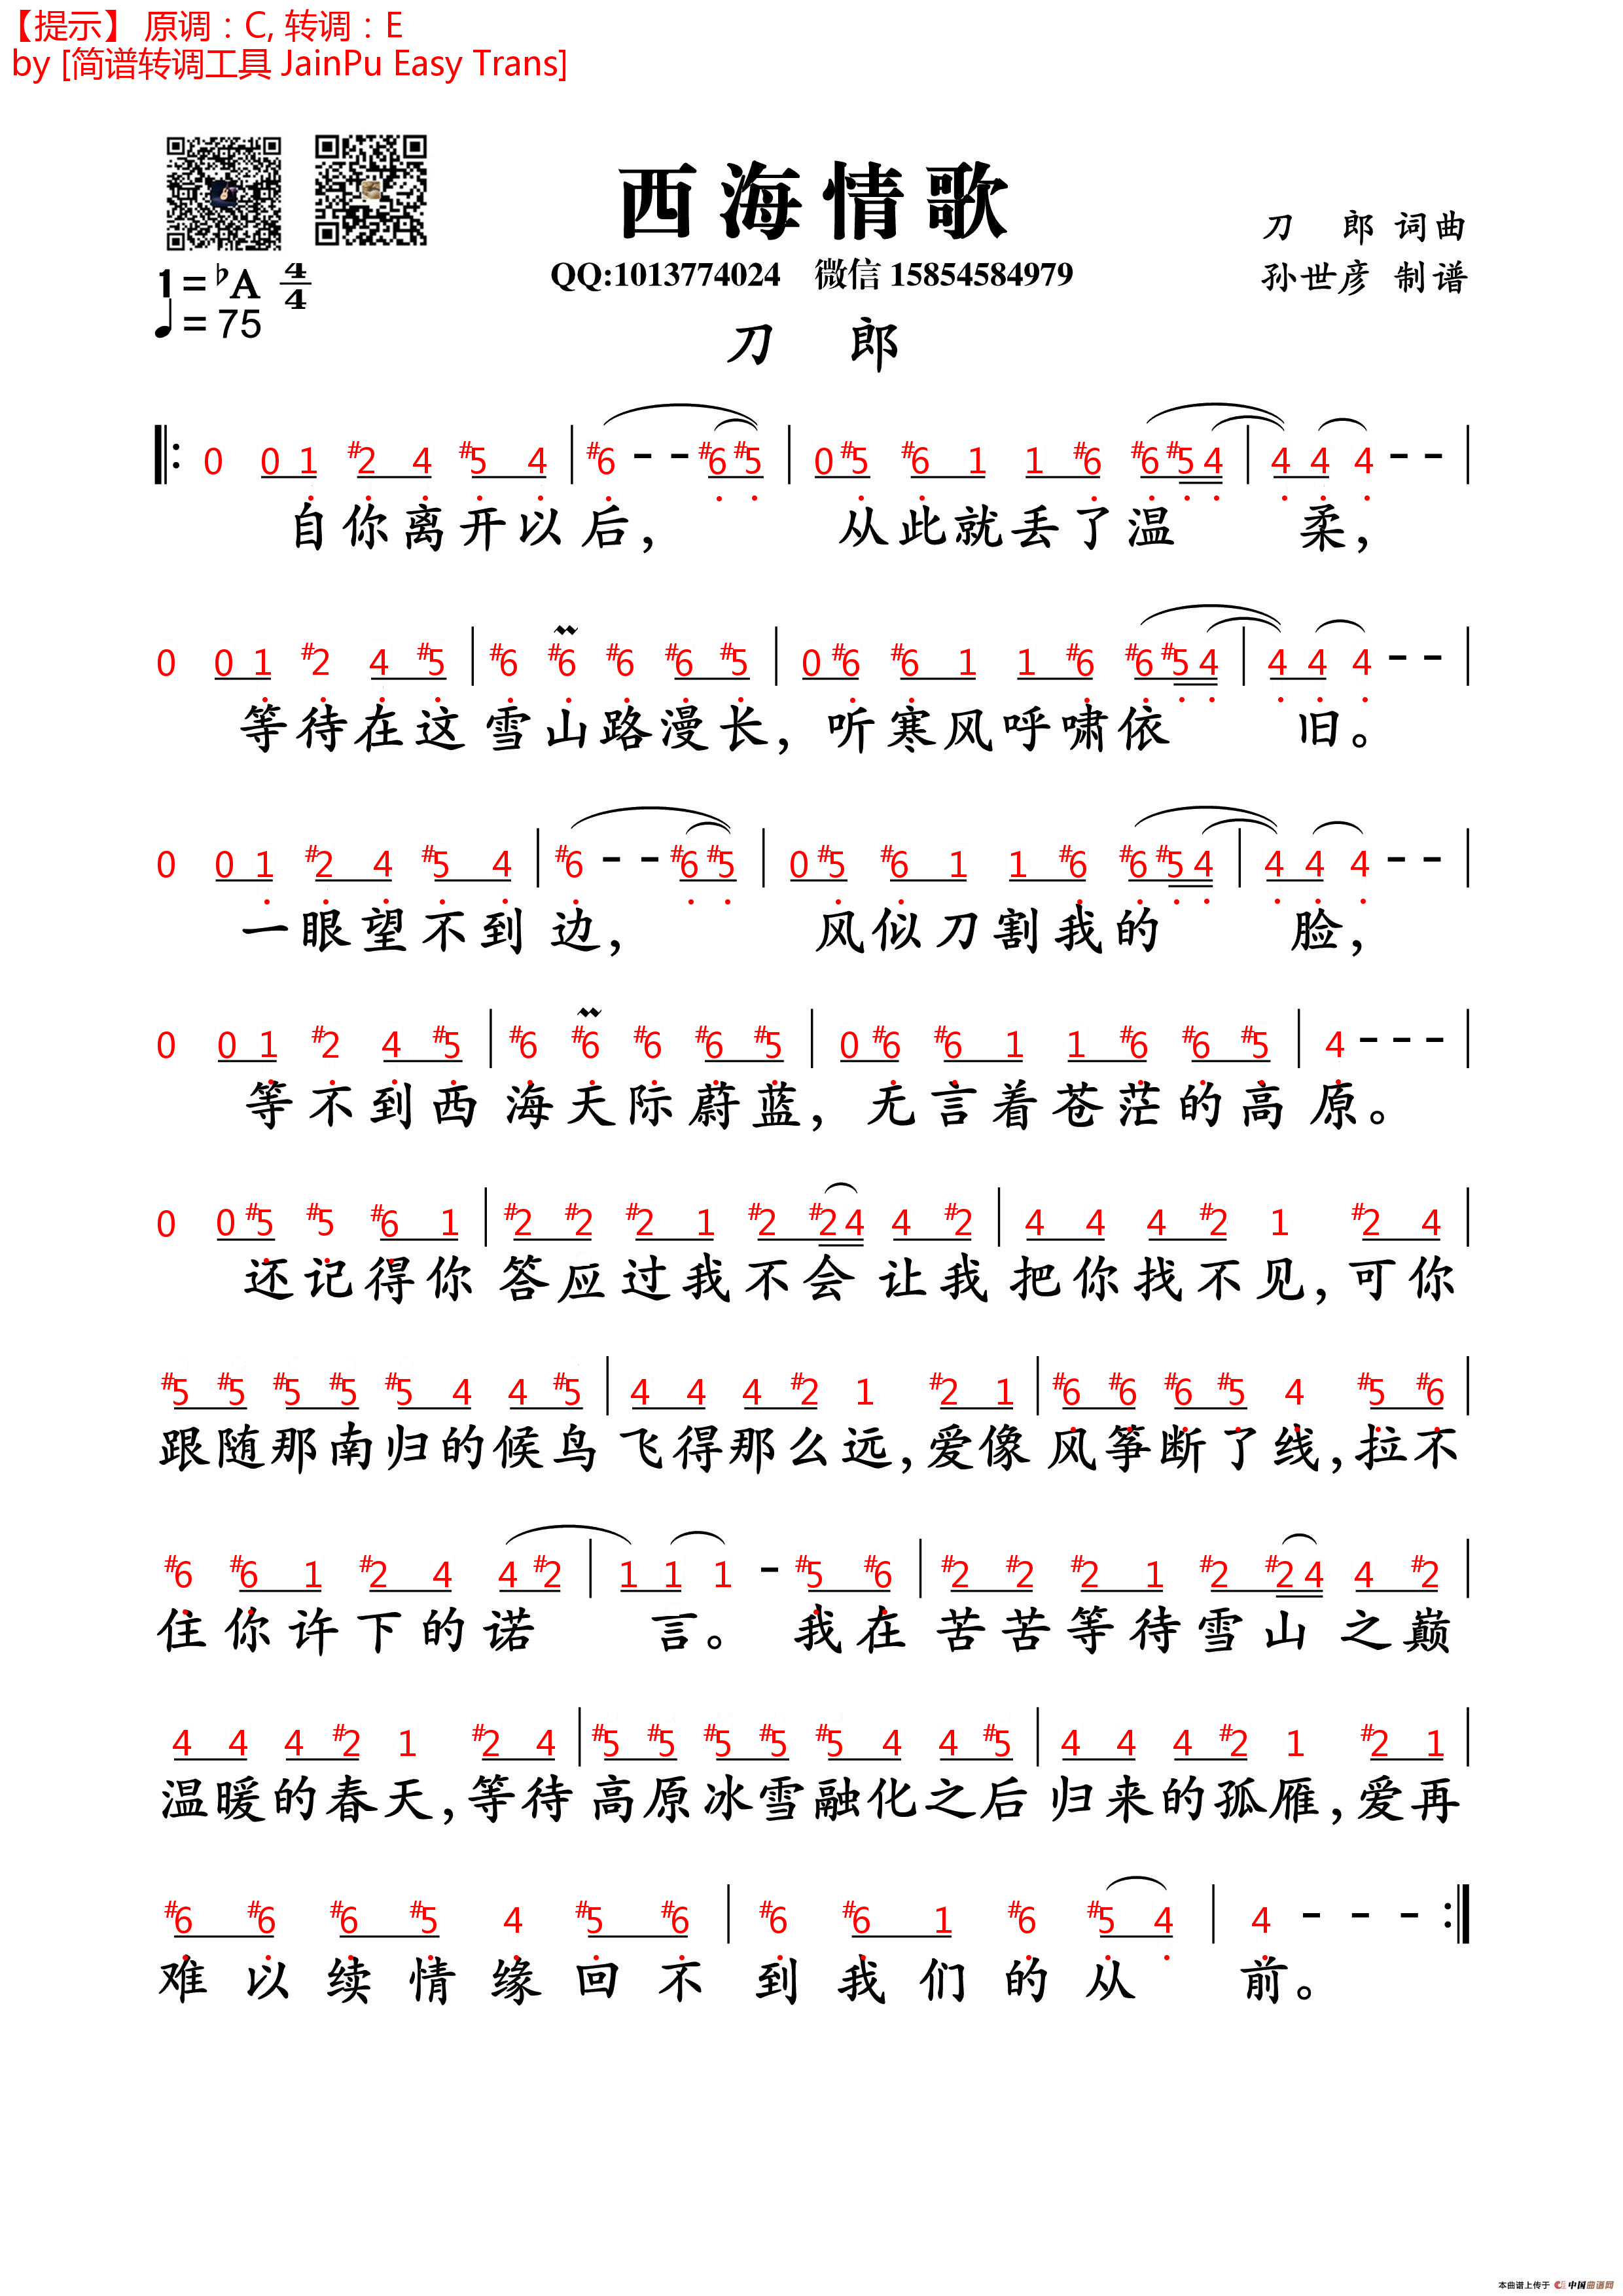 【提示】 原调：C, 转调：E
by [简谱转调工具 JainPu Easy Trans]
西海情歌
刀 郎 词曲
QQ:1013774024 微信 15854584979
孙世彦 制谱
1=♭A 4/4
♩=75
刀 郎
0 0 1 #2 4 #5 4 | #6 - - #6 #5 | 0 #5 #6 1 1 #6 #6 #5 4 | 4 4 4 - - |
自你离开以后， 从此就丢了温 柔，
0 0 1 #2 4 #5 | #6 #6 #6 #6 #5 | 0 #6 #6 1 1 #6 #6 #5 4 | 4 4 4 - - |
等待在这雪山路漫长，听寒风呼啸依 旧。
0 0 1 #2 4 #5 4 | #6 - - #6 #5 | 0 #5 #6 1 1 #6 #6 #5 4 | 4 4 4 - - |
一眼望不到边， 风似刀割我的 脸，
0 0 1 #2 4 #5 | #6 #6 #6 #6 #5 | 0 #6 #6 1 1 #6 #6 #5 | 4 - - - |
等不到西海天际蔚蓝，无言着苍茫的高原。
0 0 #5 #5 #6 1 | #2 #2 #2 1 #2 #2 4 4 #2 | 4 4 4 #2 1 #2 4 |
还记得你答应过我不会让我把你找不见，可你
#5 #5 #5 #5 #5 4 4 #5 | 4 4 4 #2 1 #2 1 | #6 #6 #6 #5 4 #5 #6 |
跟随那南归的候鸟飞得那么远，爱像风筝断了线，拉不
#6 #6 1 #2 4 4 #2 | 1 1 1 - #5 #6 | #2 #2 #2 1 #2 #2 4 4 #2 |
住你许下的诺 言。 我在苦苦等待雪山之巅
4 4 4 #2 1 #2 4 | #5 #5 #5 #5 #5 4 4 #5 | 4 4 4 #2 1 #2 1 |
温暖的春天，等待高原冰雪融化之后归来的孤雁，爱再
#6 #6 #6 #5 4 #5 #6 | #6 #6 1 #6 #5 4 | 4 - - - :|
难以续情缘回不到我们的从 前。
本曲谱上传于 中国曲谱网